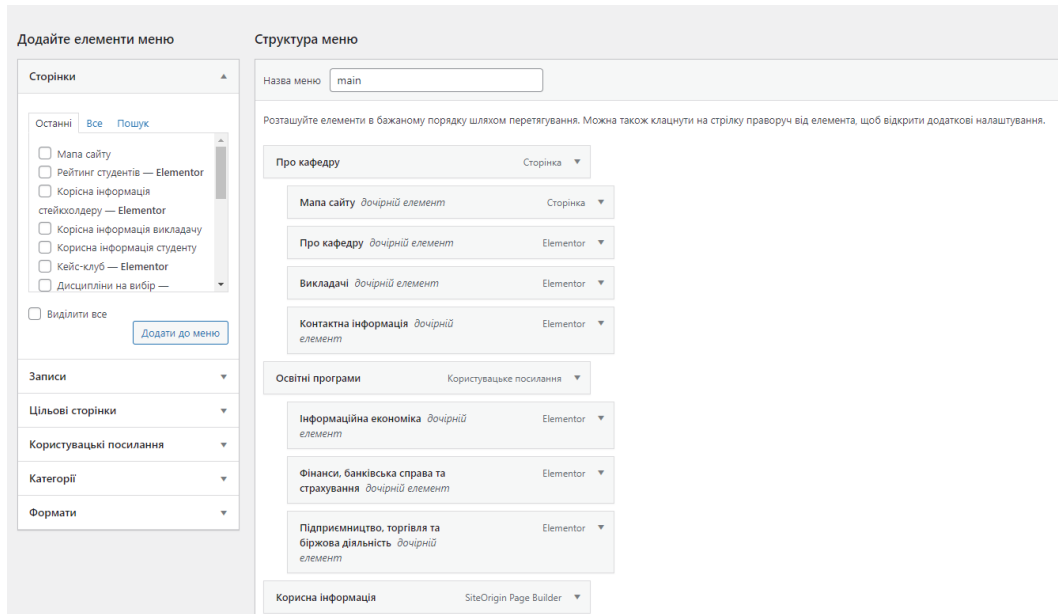 Додайте елементи меню
Сторінки
Останні Все Пошук
Мапа сайту
Рейтинг студентів — Elementor
Корісна інформація
стейкхолдеру — Elementor
Корісна інформація викладачу
Корисна інформація студенту
Кейс-клуб — Elementor
Дисципліни на вибір —
Виділити все
Додати до меню
Записи
Цільові сторінки
Користувацькі посилання
Категорії
Формати
Структура меню
Назва меню main
Розташуйте елементи в бажаному порядку шляхом перетягування. Можна також клацнути на стрілку праворуч від елемента, щоб відкрити додаткові налаштування.
Про кафедру Сторінка
Мапа сайту дочірній елемент Сторінка
Про кафедру дочірній елемент Elementor
Викладачі дочірній елемент Elementor
Контактна інформація дочірній Elementor
елемент
Освітні програми Користувацьке посилання
Інформаційна економіка дочірній Elementor
елемент
Фінанси, банківська справа та Elementor
страхування дочірній елемент
Підприємництво, торгівля та Elementor
біржова діяльність дочірній
елемент
Корисна інформація SiteOrigin Page Builder